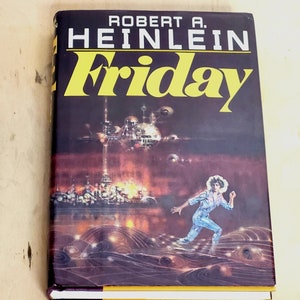 ROBERT A.
HEINLEIN
Friday